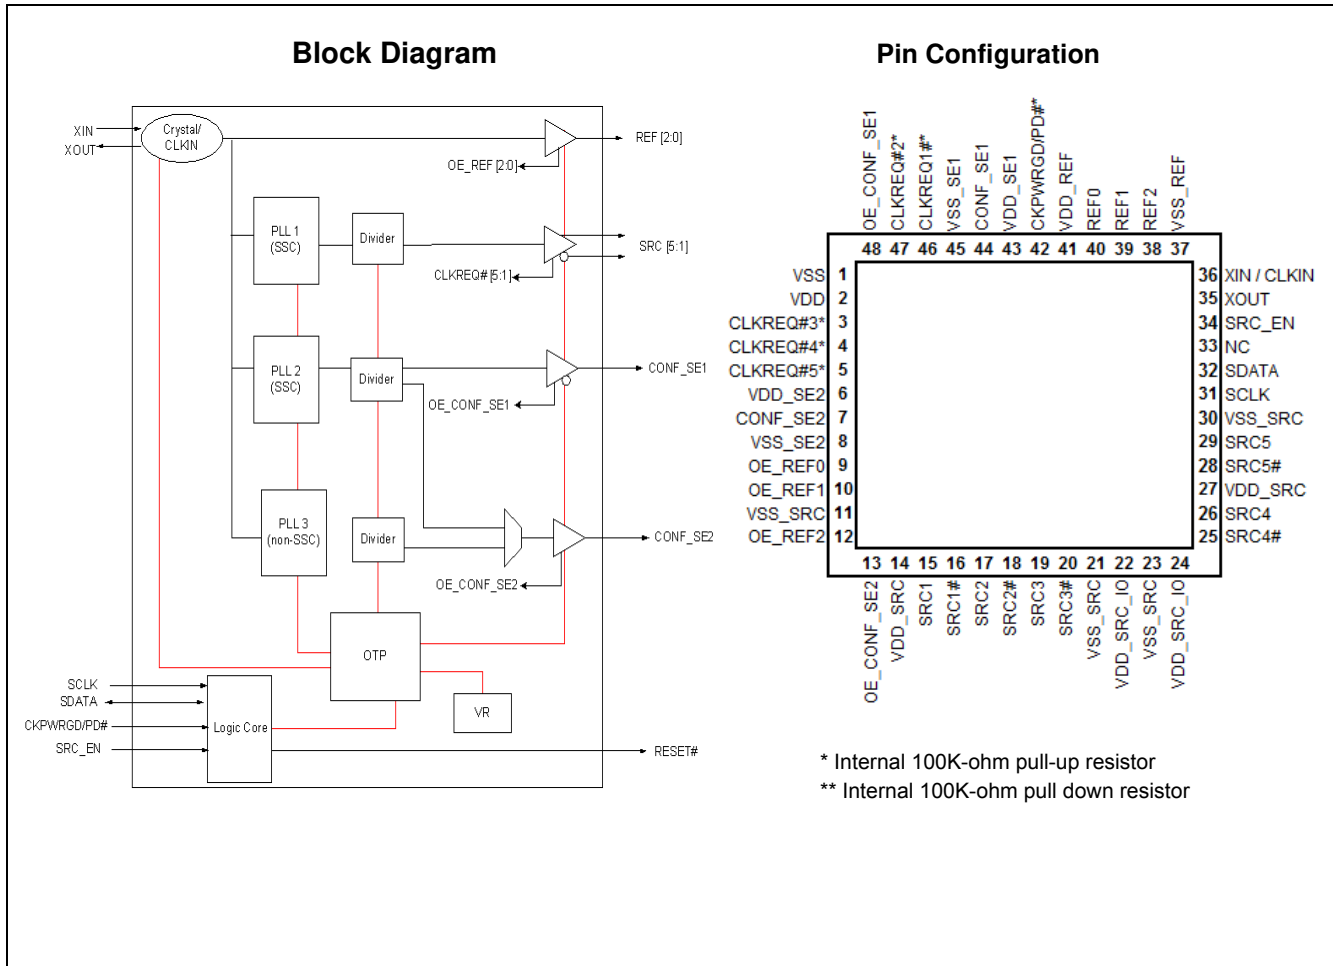 Block Diagram
XIN
XOUT
Crystal/
CLKIN
REF [2:0]
OE_REF [2:0]
PLL 1
(SSC)
Divider
SRC [5:1]
CLKREQ# [5:1]
PLL 2
(SSC)
Divider
CONF_SE1
OE_CONF_SE1
PLL 3
(non-SSC)
Divider
CONF_SE2
OE_CONF_SE2
OTP
VR
SCLK
SDATA
CKPWRGD/PD#
SRC_EN
Logic Core
RESET#
Pin Configuration
OE_CONF_SE1
CLKREQ#2*
CLKREQ1#*
VSS_SE1
CONF_SE1
VDD_SE1
CKPWRGD/PD#*
VDD_REF
REF0
REF1
REF2
VSS_REF
48 47 46 45 44 43 42 41 40 39 38 37
VSS 1
VDD 2
CLKREQ#3* 3
CLKREQ#4* 4
CLKREQ#5* 5
VDD_SE2 6
CONF_SE2 7
VSS_SE2 8
OE_REF0 9
OE_REF1 10
VSS_SRC 11
OE_REF2 12
36 XIN / CLKIN
35 XOUT
34 SRC_EN
33 NC
32 SDATA
31 SCLK
30 VSS_SRC
29 SRC5
28 SRC5#
27 VDD_SRC
26 SRC4
25 SRC4#
13 14 15 16 17 18 19 20 21 22 23 24
OE_CONF_SE2
VDD_SRC
SRC1
SRC1#
SRC2
SRC2#
SRC3
SRC3#
VSS_SRC
VDD_SRC_IO
VSS_SRC
VDD_SRC_IO
* Internal 100K-ohm pull-up resistor
** Internal 100K-ohm pull down resistor